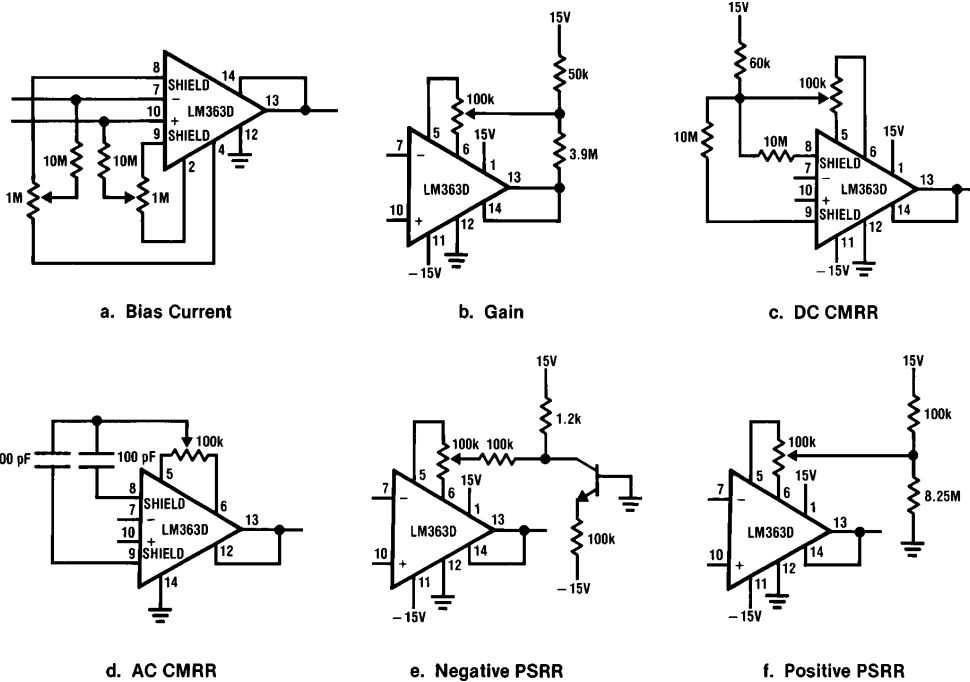 8
7
10
9
SHIELD
−
+
SHIELD
LM363D
14
13
12
4
2
10M
10M
1M
1M
a. Bias Current
15V
50k
100k
3.9M
5
6
15V
1
7
−
LM363D
13
14
10
+
12
11
−15V
b. Gain
15V
60k
100k
10M
10M
5
6
15V
1
8
SHIELD
7
−
LM363D
13
10
+
14
9
SHIELD
11
12
−15V
c. DC CMRR
100k
00 pF
100 pF
5
6
8
SHIELD
7
−
LM363D
13
10
+
12
9
SHIELD
14
d. AC CMRR
15V
1.2k
100k
100k
5
6
15V
1
7
−
LM363D
13
14
10
+
12
11
−15V
100k
−15V
e. Negative PSRR
15V
100k
100k
8.25M
5
6
15V
1
7
−
LM363D
13
14
10
+
12
11
−15V
f. Positive PSRR